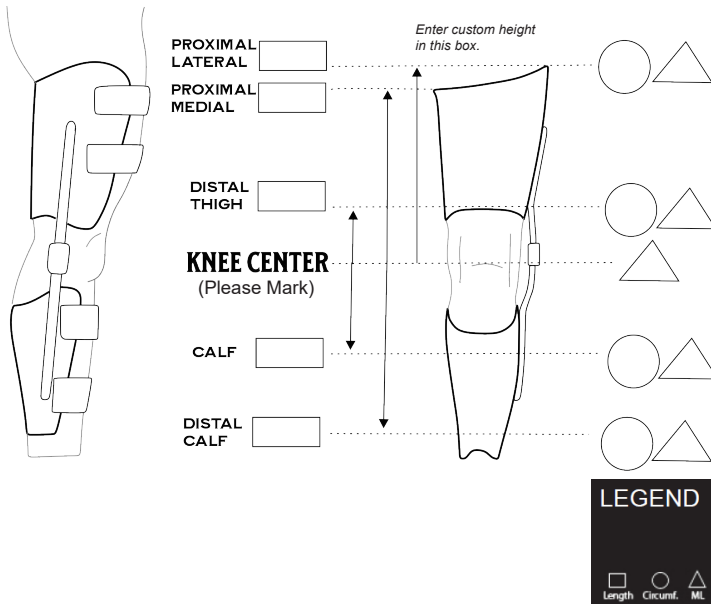 Enter custom height
in this box.
PROXIMAL
LATERAL
PROXIMAL
MEDIAL
DISTAL
THIGH
KNEE CENTER
(Please Mark)
CALF
DISTAL
CALF
LEGEND
Length Circumf. ML